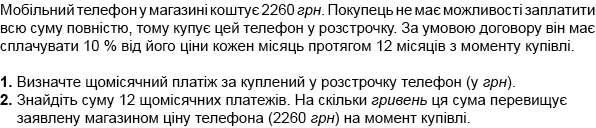 Мобільний телефон у магазині коштує 2260 грн. Покупець не має можливості заплатити
всю суму повністю, тому купує цей телефон у розстрочку. За умовою договору він має
сплачувати 10 % від його ціни кожен місяць протягом 12 місяців з моменту купівлі.
1. Визначте щомісячний платіж за куплений у розстрочку телефон (у грн).
2. Знайдіть суму 12 щомісячних платежів. На скільки гривень ця сума перевищує
заявлену магазином ціну телефона (2260 грн) на момент купівлі.